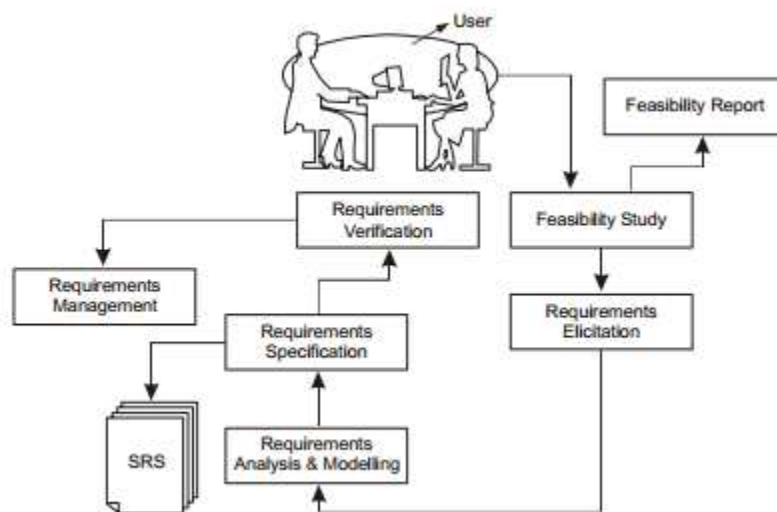 User
Feasibility Report
Requirements
Verification
Feasibility Study
Requirements
Management
Requirements
Elicitation
Requirements
Specification
SRS
Requirements
Analysis & Modelling